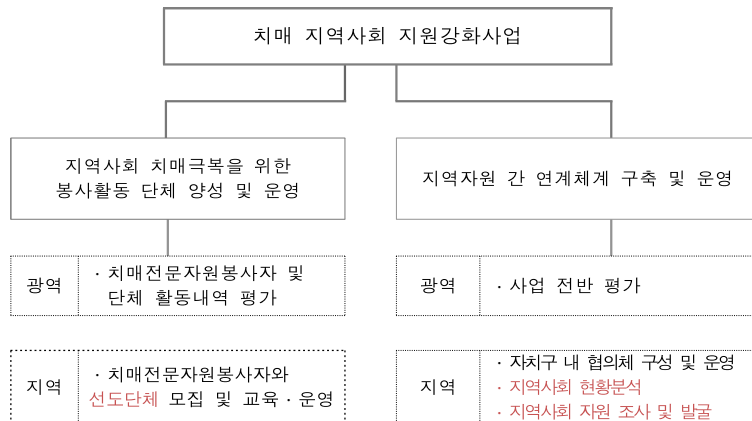 치매 지역사회 지원강화사업
지역사회 치매극복을 위한
봉사활동 단체 양성 및 운영
지역자원 간 연계체계 구축 및 운영
광역
· 치매전문자원봉사자 및
단체 활동내역 평가
광역
· 사업 전반 평가
지역
· 치매전문자원봉사자와
선도단체 모집 및 교육 · 운영
지역
· 자치구 내 협의체 구성 및 운영
· 지역사회 현황분석
· 지역사회 자원 조사 및 발굴